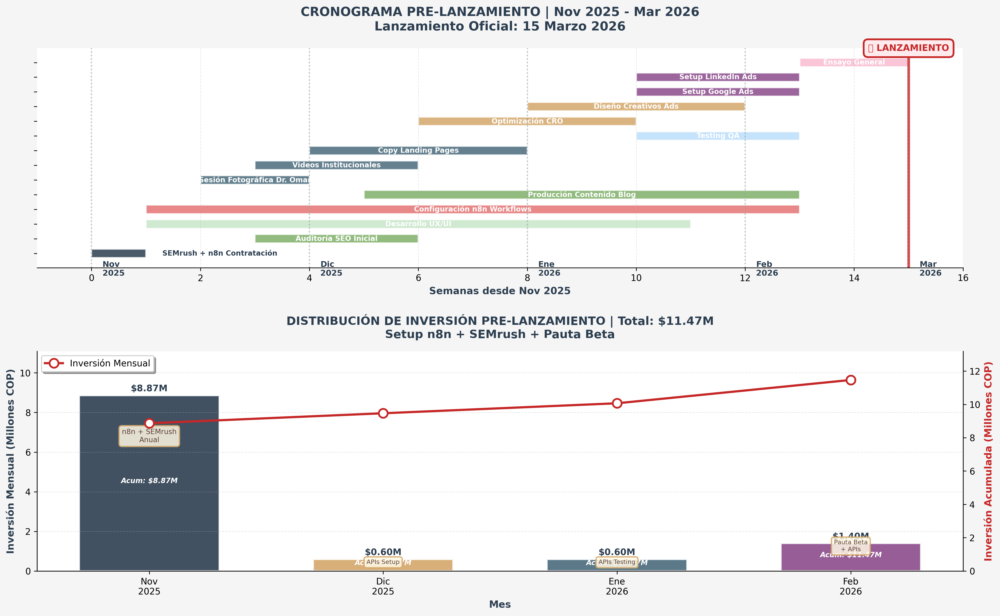 CRONOGRAMA PRE-LANZAMIENTO | Nov 2025 - Mar 2026
Lanzamiento Oficial: 15 Marzo 2026
LANZAMIENTO
Ensayo General
Setup LinkedIn Ads
Setup Google Ads
Diseño Creativos Ads
Optimización CRO
Testing QA
Copy Landing Pages
Videos Institucionales
Sesión Fotográfica Dr. Omar
Producción Contenido Blog
Configuración n8n Workflows
Desarrollo UX/UI
Auditoría SEO Inicial
SEMrush + n8n Contratación
Nov
2025
Dic
2025
Ene
2026
Feb
2026
Mar
2026
0 2 4 6 8 10 12 14 16
Semanas desde Nov 2025
DISTRIBUCIÓN DE INVERSIÓN PRE-LANZAMIENTO | Total: $11.47M
Setup n8n + SEMrush + Pauta Beta
Inversión Mensual (Millones COP)
10
8
6
4
2
0
Inversión Mensual
$8.87M
n8n + SEMrush
Anual
Acum: $8.87M
$0.60M
APIs Setup
$0.60M
APIs Testing
$1.40M
Pauta Beta
+ APIs
Acum: $11.47M
12
10
8
6
4
2
0
Inversión Acumulada (Millones COP)
Nov
2025
Dic
2025
Ene
2026
Feb
2026
Mes